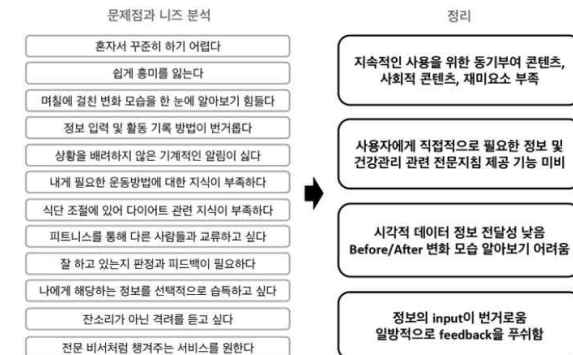 문제점과 니즈 분석
혼자서 꾸준히 하기 어렵다
쉽게 흥미를 잃는다
며칠에 걸친 변화 모습을 한 눈에 알아보기 힘들다
정보 입력 및 활동 기록 방법이 번거롭다
상황을 배려하지 않은 기계적인 알림이 싫다
내게 필요한 운동방법에 대한 지식이 부족하다
식단 조절에 있어 다이어트 관련 지식이 부족하다
피트니스를 통해 다른 사람들과 교류하고 싶다
잘 하고 있는지 판정과 피드백이 필요하다
나에게 해당하는 정보를 선택적으로 습득하고 싶다
잔소리가 아닌 격려를 듣고 싶다
전문 비서처럼 챙겨주는 서비스를 원한다
정리
지속적인 사용을 위한 동기부여 콘텐츠,
사회적 콘텐츠, 재미요소 부족
사용자에게 직접적으로 필요한 정보 및
건강관리 관련 전문지침 제공 기능 미비
시각적 데이터 정보 전달성 낮음
Before/After 변화 모습 알아보기 어려움
정보의 input이 번거로움
일방적으로 feedback을 푸쉬함